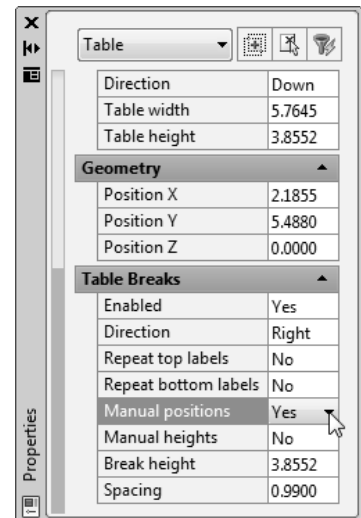 Table
Direction Down
Table width 5.7645
Table height 3.8552
Geometry
Position X 2.1855
Position Y 5.4880
Position Z 0.0000
Table Breaks
Enabled Yes
Direction Right
Repeat top labels No
Repeat bottom labels No
Manual positions Yes
Manual heights No
Break height 3.8552
Spacing 0.9900
Properties